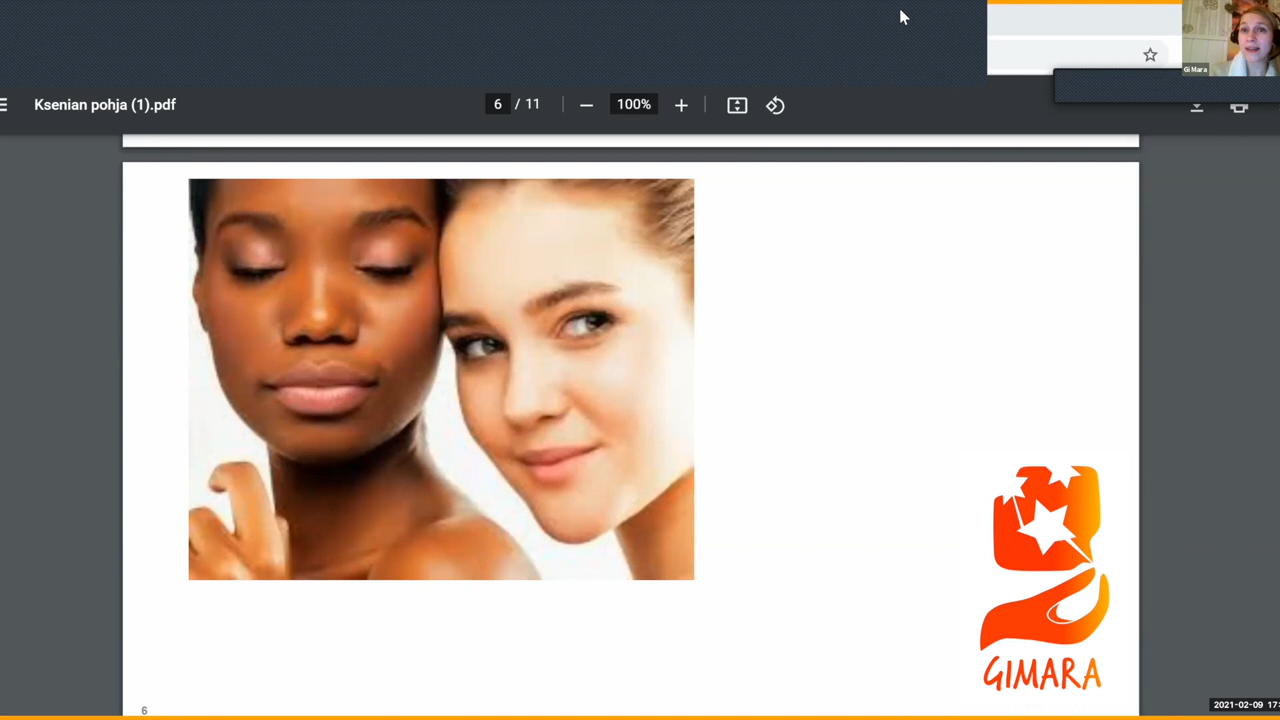 Gi Mara
Ksenian pohja (1).pdf
6 / 11
100%
GIMARA
2021-02-09 17
6